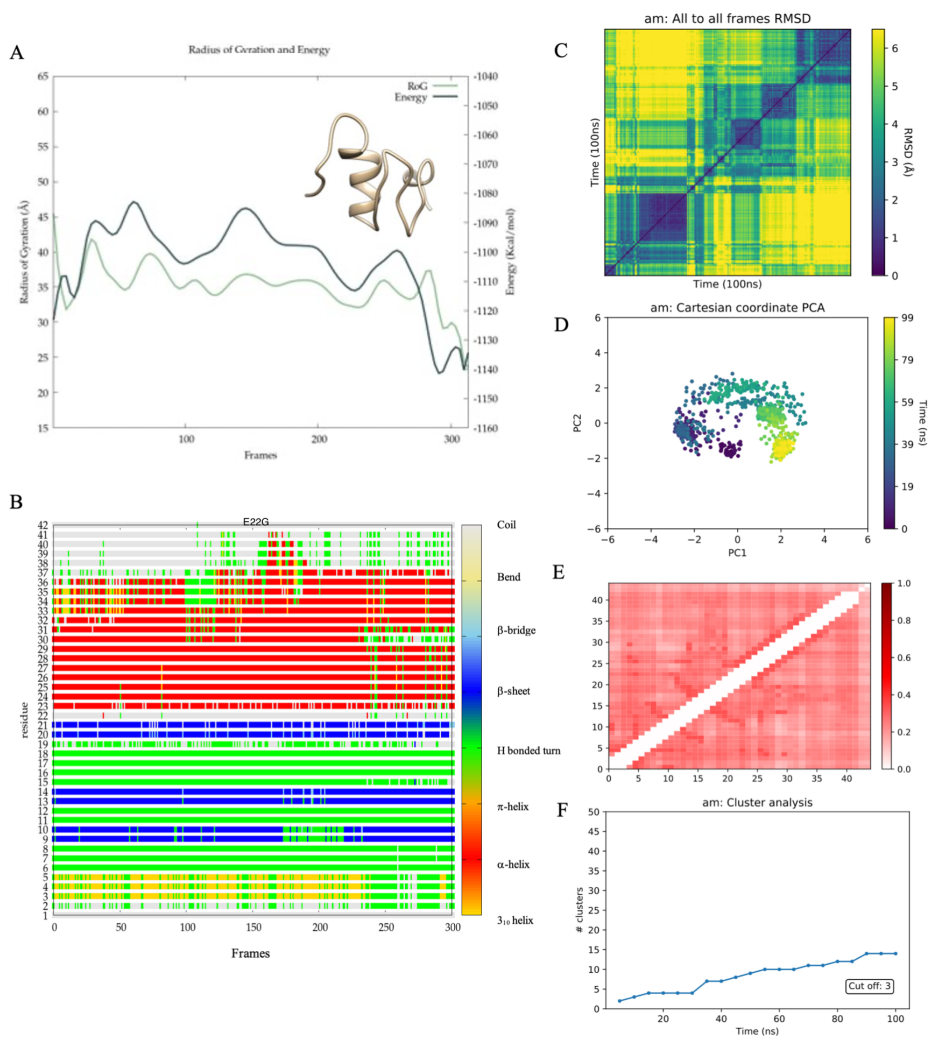 A
Radius of Gyration and Energy
65
60
55
50
45
40
35
30
25
20
15
Radius of Gyration (Å)
RoG
Energy
-1040
-1050
-1060
-1070
-1080
-1090
-1100
-1110
-1120
-1130
-1140
-1150
-1160
Energy (Kcal/mol)
100
200
300
Frames
B
E22G
42
41
40
39
38
37
36
35
34
33
32
31
30
29
28
27
26
25
24
23
22
21
20
19
18
17
16
15
14
13
12
11
10
9
8
7
6
5
4
3
2
1
residue
0 50 100 150 200 250 300
Frames
Coil
Bend
β-bridge
β-sheet
H bonded turn
π-helix
α-helix
3₁₀ helix
C
am: All to all frames RMSD
Time (100ns)
Time (100ns)
6
5
4
3
2
1
0
RMSD (Å)
D
am: Cartesian coordinate PCA
6
4
2
0
−2
−4
−6
PC2
−6 −4 −2 0 2 4 6
PC1
99
79
59
39
19
0
Time (ns)
E
40
35
30
25
20
15
10
5
0
0 5 10 15 20 25 30 35 40
1.0
0.8
0.6
0.4
0.2
0.0
F
am: Cluster analysis
50
45
40
35
30
25
20
15
10
5
0
# clusters
Cut off: 3
20 40 60 80 100
Time (ns)